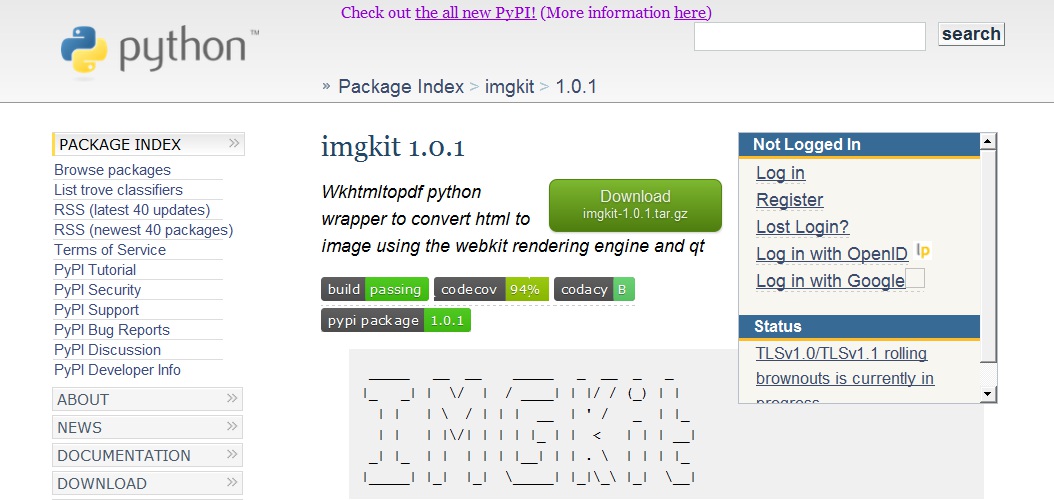 Check out the all new PyPI! (More information here)
python™
search
» Package Index > imgkit > 1.0.1
PACKAGE INDEX »
Browse packages
List trove classifiers
RSS (latest 40 updates)
RSS (newest 40 packages)
Terms of Service
PyPI Tutorial
PyPI Security
PyPI Support
PyPI Bug Reports
PyPI Discussion
PyPI Developer Info
ABOUT »
NEWS »
DOCUMENTATION »
DOWNLOAD »
imgkit 1.0.1
Wkhtmltopdf python
wrapper to convert html to
image using the webkit rendering engine and qt
Download
imgkit-1.0.1.tar.gz
build passing codecov 94% codacy B
pypi package 1.0.1
IMGKit
Not Logged In
Log in
Register
Lost Login?
Log in with OpenID lp
Log in with Google
Status
TLSv1.0/TLSv1.1 rolling
brownouts is currently in
progress